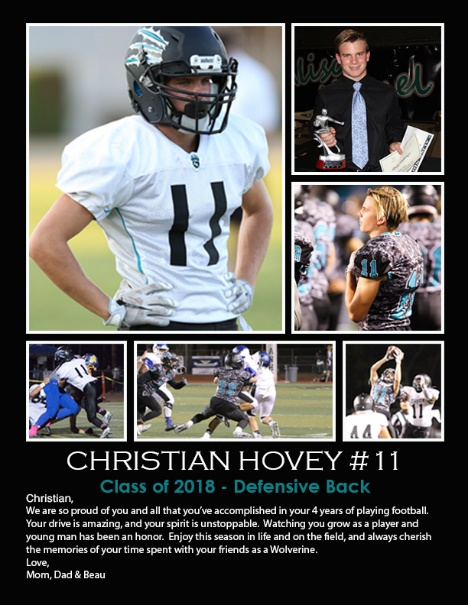 11
11
CHRISTIAN HOVEY #11
Class of 2018 - Defensive Back
Christian,
We are so proud of you and all that you've accomplished in your 4 years of playing football.
Your drive is amazing, and your spirit is unstoppable.  Watching you grow as a player and
young man has been an honor.  Enjoy this season in life and on the field, and always cherish
the memories of your time spent with your friends as a Wolverine.
Love,
Mom, Dad & Beau